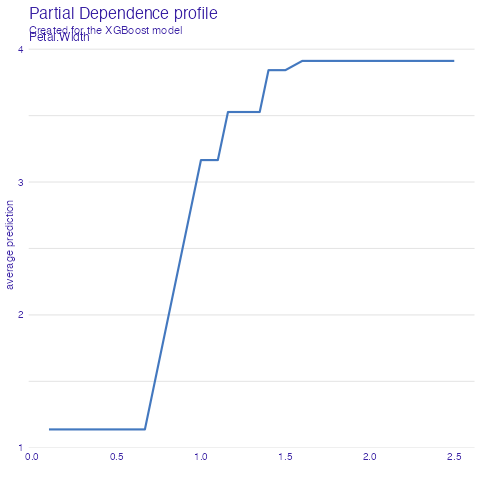 Partial Dependence profile
Created for the XGBoost model
Petal.Width
4
3
2
1
average prediction
0.0 0.5 1.0 1.5 2.0 2.5